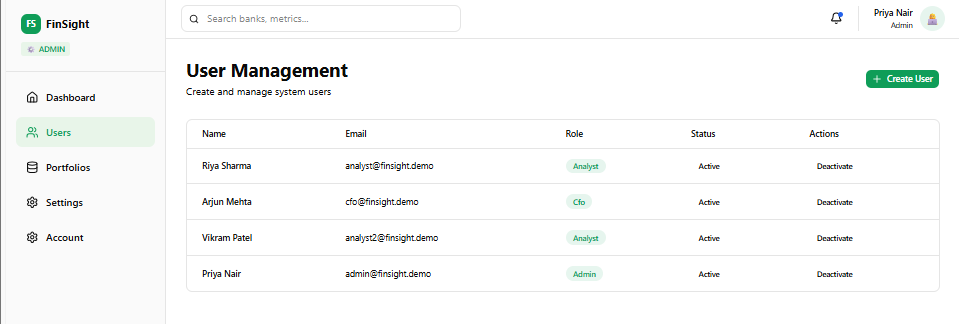 FS FinSight
ADMIN
Dashboard
Users
Portfolios
Settings
Account
Search banks, metrics...
Priya Nair
Admin
User Management
Create and manage system users
+ Create User
Name Email Role Status Actions
Riya Sharma analyst@finsight.demo Analyst Active Deactivate
Arjun Mehta cfo@finsight.demo Cfo Active Deactivate
Vikram Patel analyst2@finsight.demo Analyst Active Deactivate
Priya Nair admin@finsight.demo Admin Active Deactivate